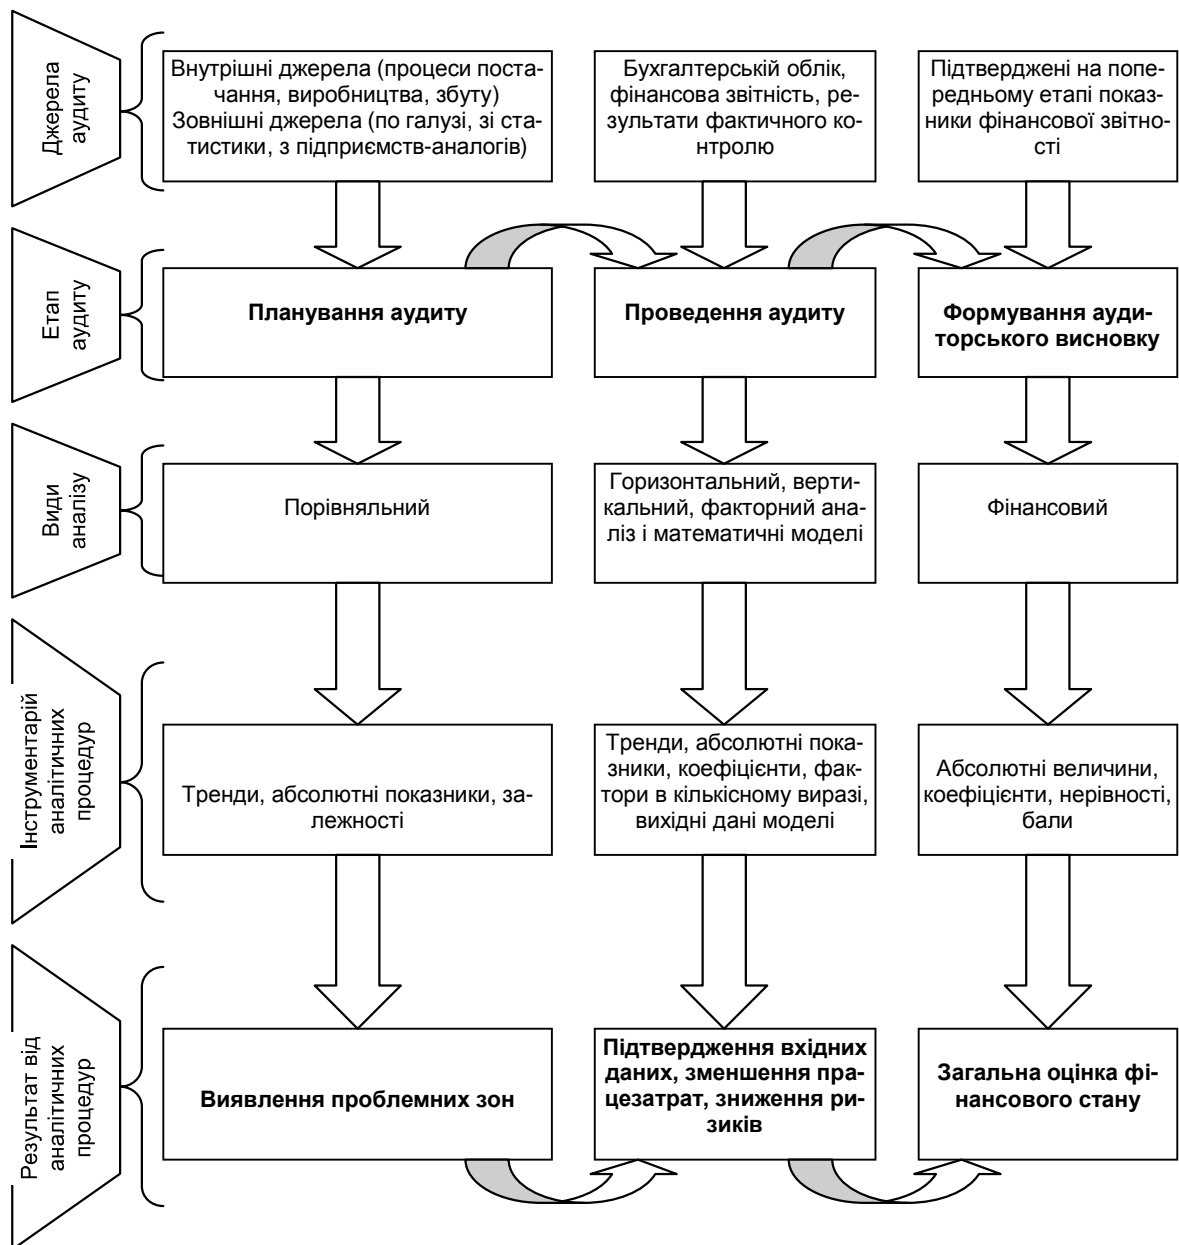 Джерела
аудиту
Внутрішні джерела (процеси поста-
чання, виробництва, збуту)
Зовнішні джерела (по галузі, зі ста-
тистики, з підприємств-аналогів)
Бухгалтерській облік,
фінансова звітність, ре-
зультати фактичного ко-
нтролю
Підтверджені на попе-
редньому етапі показ-
ники фінансової звітно-
сті
Етап
аудиту
Планування аудиту
Проведення аудиту
Формування ауди-
торського висновку
Види
аналізу
Порівняльний
Горизонтальний, верти-
кальний, факторний ана-
ліз і математичні моделі
Фінансовий
Інструментарій
аналітичних
процедур
Тренди, абсолютні показники, за-
лежності
Тренди, абсолютні пока-
зники, коефіцієнти, фак-
тори в кількісному виразі,
вихідні дані моделі
Абсолютні величини,
коефіцієнти, нерівності,
бали
Результат від
аналітичних
процедур
Виявлення проблемних зон
Підтвердження вхідних
даних, зменшення пра-
цезатрат, зниження ри-
зиків
Загальна оцінка фі-
нансового стану